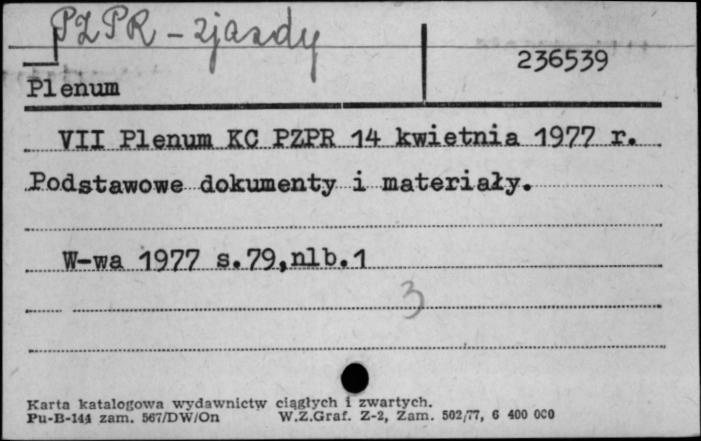 PZPR - zjazdy
236539
Plenum
VII Plenum KC PZPR 14 kwietnia 1977 r.
Podstawowe dokumenty i materiały.
W-wa 1977 s.79,nlb.1
3
Karta katalogowa wydawnictw ciągłych i zwartych.
Pu-B-144 zam. 567/DW/On W.Z.Graf. Z-2, Zam. 502/77, 6 400 000